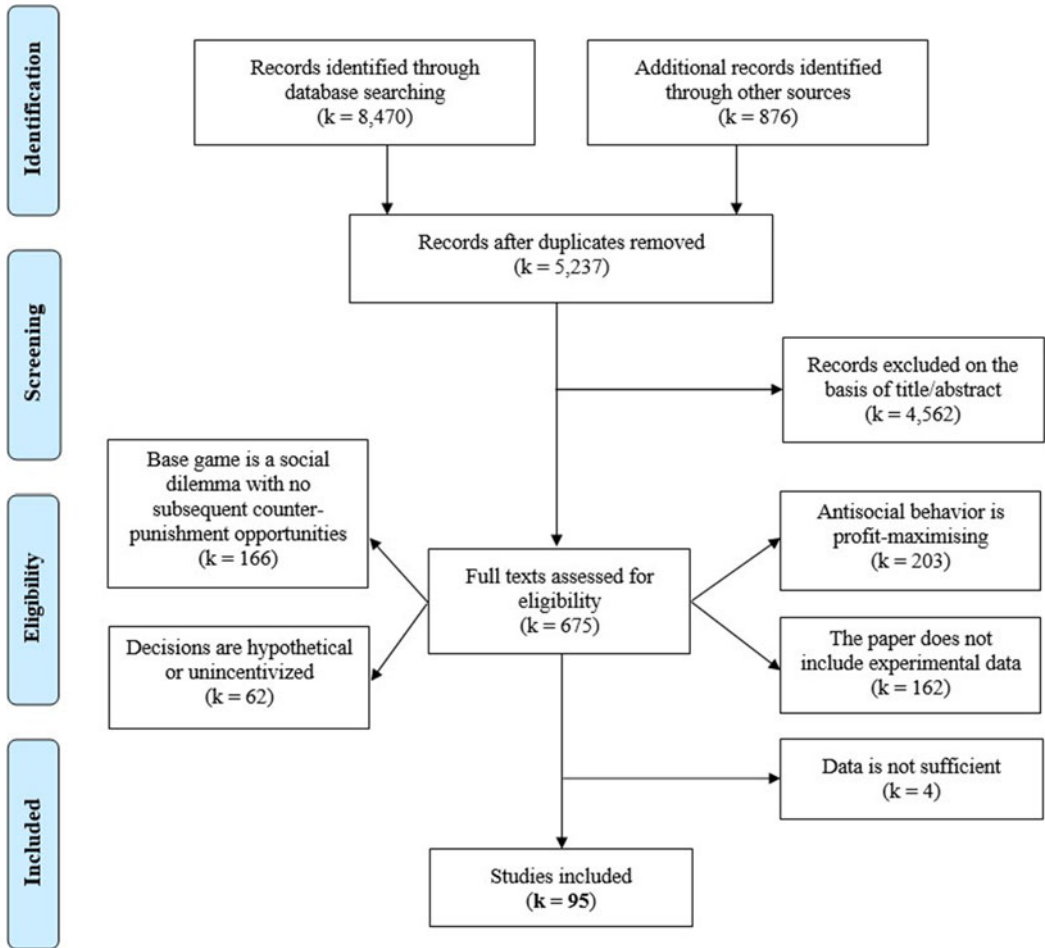 Identification
Records identified through
database searching
(k = 8,470)
Additional records identified
through other sources
(k = 876)
Records after duplicates removed
(k = 5,237)
Screening
Records excluded on the
basis of title/abstract
(k = 4,562)
Eligibility
Base game is a social
dilemma with no
subsequent counter-
punishment opportunities
(k = 166)
Decisions are hypothetical
or unincentivized
(k = 62)
Full texts assessed for
eligibility
(k = 675)
Antisocial behavior is
profit-maximising
(k = 203)
The paper does not
include experimental data
(k = 162)
Included
Data is not sufficient
(k = 4)
Studies included
(k = 95)